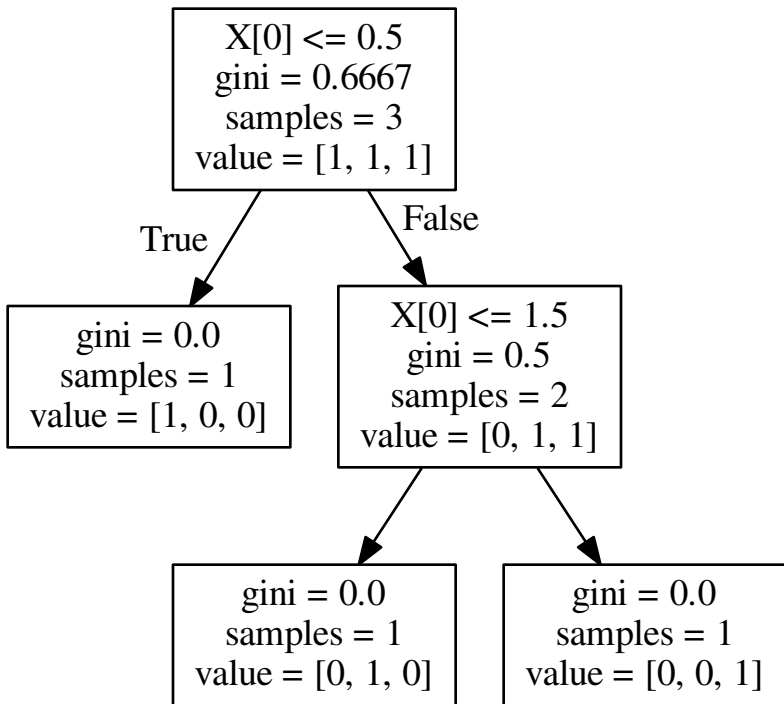 X[0] <= 0.5
gini = 0.6667
samples = 3
value = [1, 1, 1]
True
False
gini = 0.0
samples = 1
value = [1, 0, 0]
X[0] <= 1.5
gini = 0.5
samples = 2
value = [0, 1, 1]
gini = 0.0
samples = 1
value = [0, 1, 0]
gini = 0.0
samples = 1
value = [0, 0, 1]